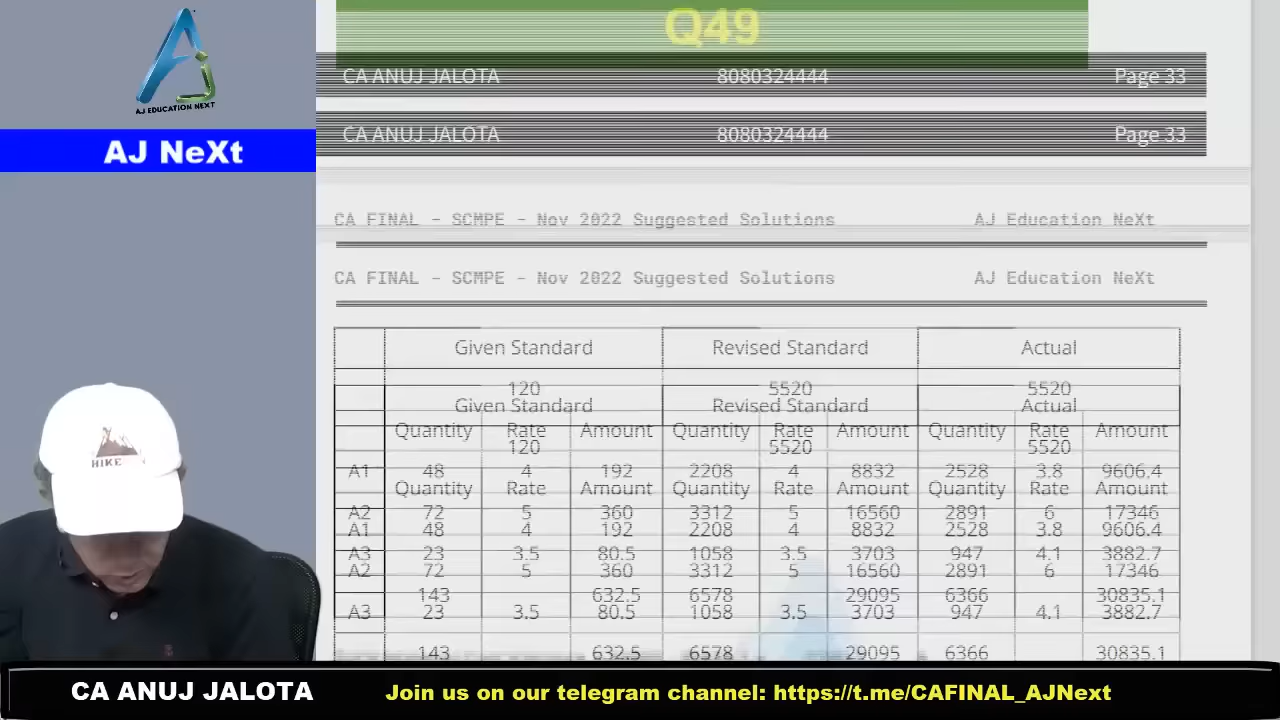 Q49
AJ EDUCATION NEXT
AJ NeXt
CA ANUJ JALOTA 8080324444 Page 33
CA ANUJ JALOTA 8080324444 Page 33
CA FINAL - SCMPE - Nov 2022 Suggested Solutions AJ Education NeXt
CA FINAL - SCMPE - Nov 2022 Suggested Solutions AJ Education NeXt
Given Standard Revised Standard Actual
120 5520 5520
Given Standard Revised Standard Actual
Quantity Rate Amount Quantity Rate Amount Quantity Rate Amount
120 5520 5520
A1 48 4 192 2208 4 8832 2528 3.8 9606.4
Quantity Rate Amount Quantity Rate Amount Quantity Rate Amount
A2 72 5 360 3312 5 16560 2891 6 17346
A1 48 4 192 2208 4 8832 2528 3.8 9606.4
A3 23 3.5 80.5 1058 3.5 3703 947 4.1 3882.7
A2 72 5 360 3312 5 16560 2891 6 17346
143 632.5 6578 29095 6366 30835.1
A3 23 3.5 80.5 1058 3.5 3703 947 4.1 3882.7
143 632.5 6578 29095 6366 30835.1
HIKE
CA ANUJ JALOTA Join us on our telegram channel: https://t.me/CAFINAL_AJNext